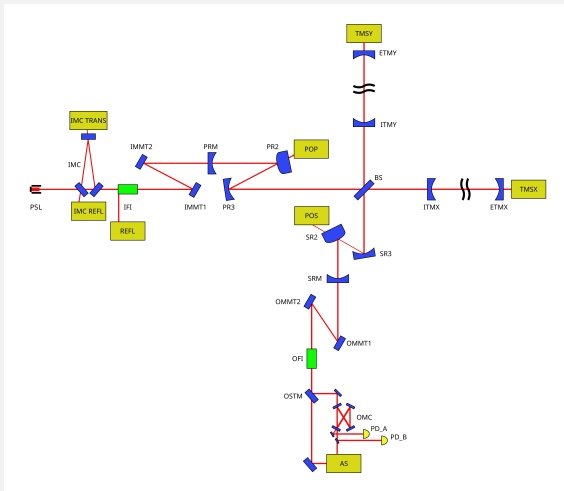 TMSY
ETMY
IMC TRANS
ITMY
IMMT2
PRM
PR2
POP
IMC
BS
PSL
IMC REFL
IFI
IMMT1
PR3
ITMX
ETMX
TMSX
REFL
POS
SR2
SR3
SRM
OMMT2
OMMT1
OFI
OSTM
OMC
PD_A
PD_B
AS